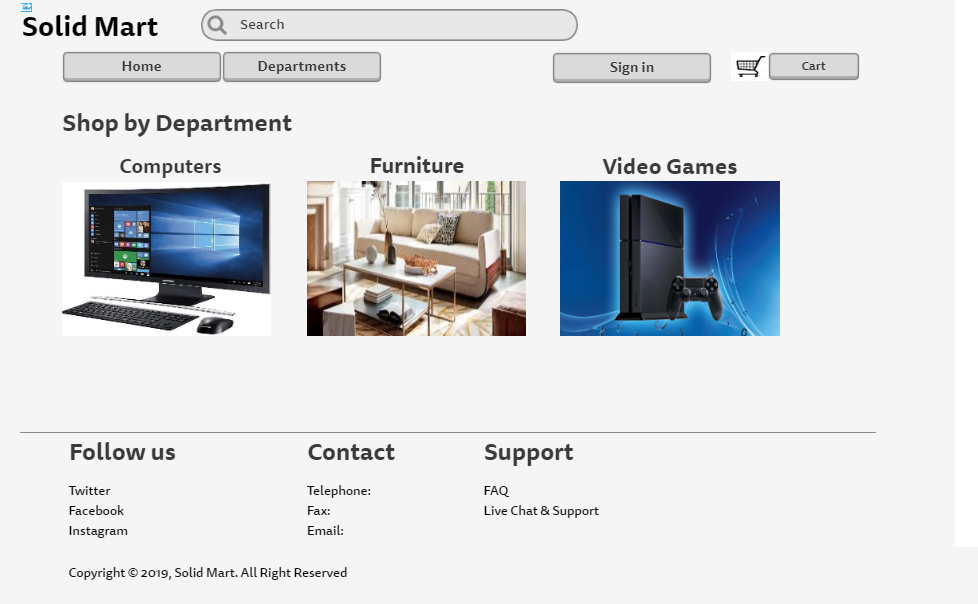 Solid Mart
Search
Home
Departments
Sign in
Cart
Shop by Department
Computers
Furniture
Video Games
Follow us
Contact
Support
Twitter
Telephone:
FAQ
Facebook
Fax:
Live Chat & Support
Instagram
Email:
Copyright © 2019, Solid Mart. All Right Reserved